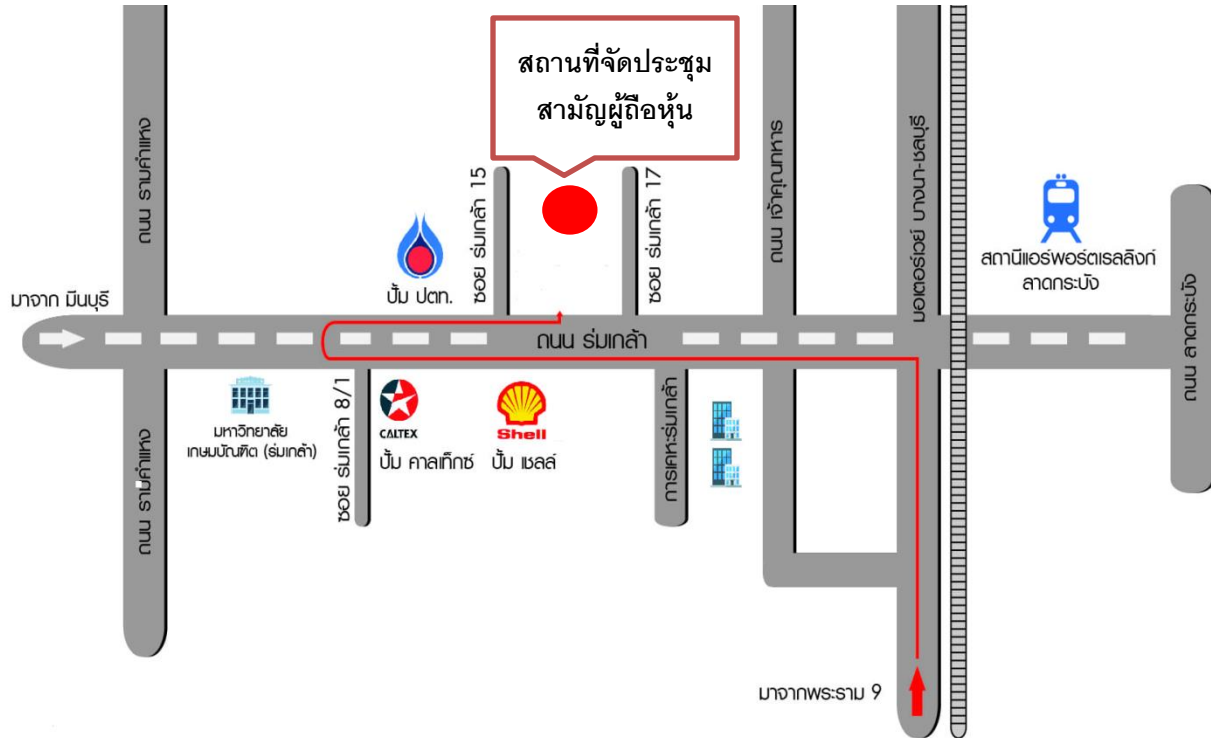 สถานที่จัดประชุม
สามัญผู้ถือหุ้น
ถนน รามคำแหง
ซอย ร่มเกล้า 15
ซอย ร่มเกล้า 17
ถนน เจ้าคุณทหาร
มอเตอร์เวย์ บางนา-ชลบุรี
สถานีแอร์พอร์ตเรลลิงก์
ลาดกระบัง
มาจาก มีนบุรี
ปั้ม ปตท.
ถนน ร่มเกล้า
ถนน ลาดกระบัง
มหาวิทยาลัย
เกษมบัณฑิต (ร่มเกล้า)
ถนน รามคำแหง
ซอย ร่มเกล้า 8/1
CALTEX
ปั้ม คาลเท็กซ์
Shell
ปั้ม เชลล์
การเคหะร่มเกล้า
มาจากพระราม 9